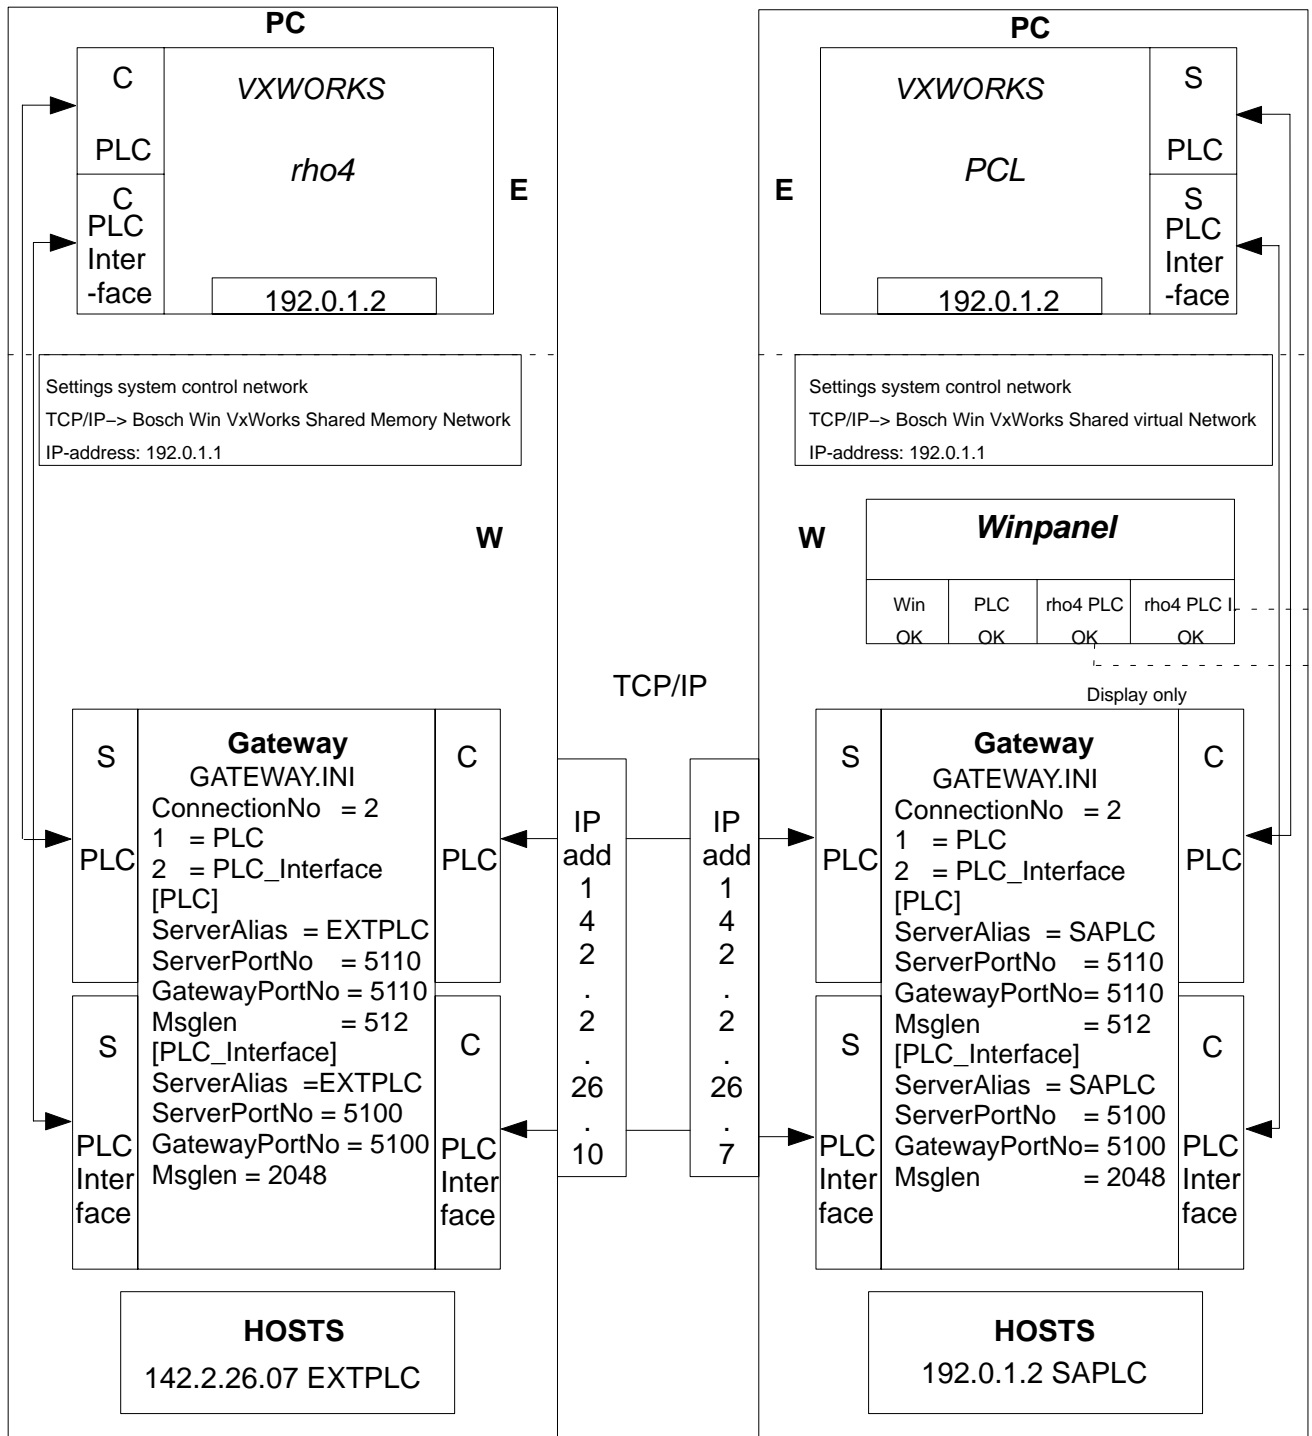 PC
C
PLC
C
PLC
Inter
-face
VXWORKS
rho4
192.0.1.2
E
Settings system control network
TCP/IP–> Bosch Win VxWorks Shared Memory Network
IP-address: 192.0.1.1
W
S
PLC
S
PLC
Inter
face
Gateway
GATEWAY.INI
ConnectionNo = 2
1 = PLC
2 = PLC_Interface
[PLC]
ServerAlias = EXTPLC
ServerPortNo = 5110
GatewayPortNo = 5110
Msglen = 512
[PLC_Interface]
ServerAlias =EXTPLC
ServerPortNo = 5100
GatewayPortNo = 5100
Msglen = 2048
C
PLC
C
PLC
Inter
face
HOSTS
142.2.26.07 EXTPLC
TCP/IP
IP
add
1
4
2
.
2
.
26
.
10
IP
add
1
4
2
.
2
.
26
.
7
PC
E
VXWORKS
PCL
192.0.1.2
S
PLC
S
PLC
Inter
-face
Settings system control network
TCP/IP–> Bosch Win VxWorks Shared virtual Network
IP-address: 192.0.1.1
W
Winpanel
Win
OK
PLC
OK
rho4 PLC
OK
rho4 PLC I.
OK
Display only
S
PLC
S
PLC
Inter
face
Gateway
GATEWAY.INI
ConnectionNo = 2
1 = PLC
2 = PLC_Interface
[PLC]
ServerAlias = SAPLC
ServerPortNo = 5110
GatewayPortNo= 5110
Msglen = 512
[PLC_Interface]
ServerAlias = SAPLC
ServerPortNo = 5100
GatewayPortNo= 5100
Msglen = 2048
C
PLC
C
PLC
Inter
face
HOSTS
192.0.1.2 SAPLC